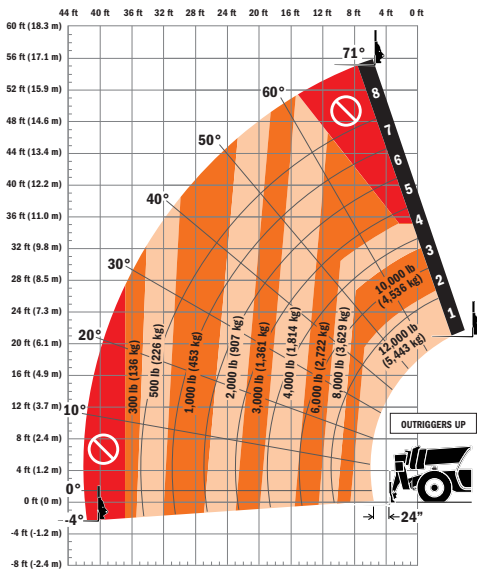 44 ft 40 ft 36 ft 32 ft 28 ft 24 ft 20 ft 16 ft 12 ft 8 ft 4 ft 0 ft
60 ft (18.3 m)
56 ft (17.1 m)
52 ft (15.9 m)
48 ft (14.6 m)
44 ft (13.4 m)
40 ft (12.2 m)
36 ft (11.0 m)
32 ft (9.8 m)
28 ft (8.5 m)
24 ft (7.3 m)
20 ft (6.1 m)
16 ft (4.9 m)
12 ft (3.7 m)
8 ft (2.4 m)
4 ft (1.2 m)
0 ft (0 m)
-4 ft (-1.2 m)
-8 ft (-2.4 m)
71°
60°
50°
40°
30°
20°
10°
0°
-4°
8
7
6
5
4
3
2
1
300 lb (136 kg)
500 lb (226 kg)
1,000 lb (453 kg)
2,000 lb (907 kg)
3,000 lb (1,361 kg)
4,000 lb (1,814 kg)
6,000 lb (2,722 kg)
8,000 lb (3,629 kg)
10,000 lb
(4,536 kg)
12,000 lb
(5,443 kg)
OUTRIGGERS UP
24"